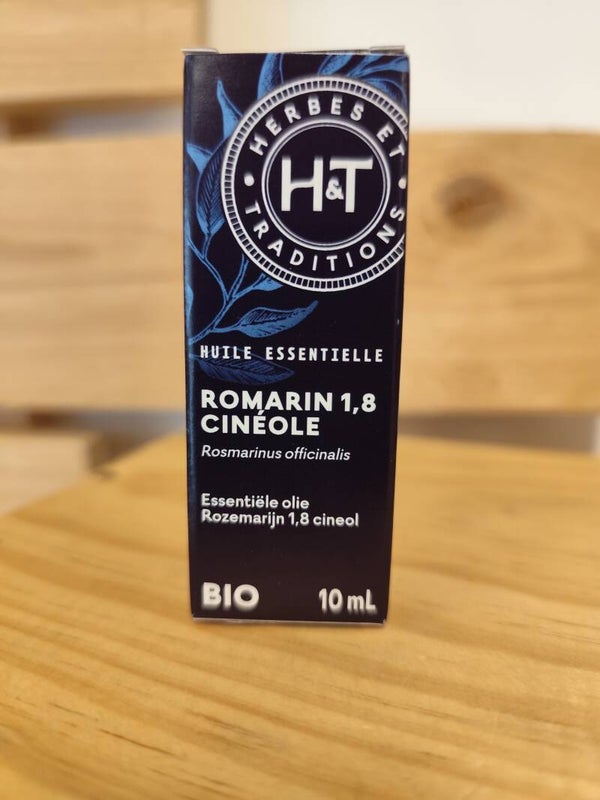 HERBES ET
H&T
TRADITIONS
HUILE ESSENTIELLE
ROMARIN 1,8
CINÉOLE
Rosmarinus officinalis
Essentiële olie
Rozemarijn 1,8 cineol
BIO
10 mL